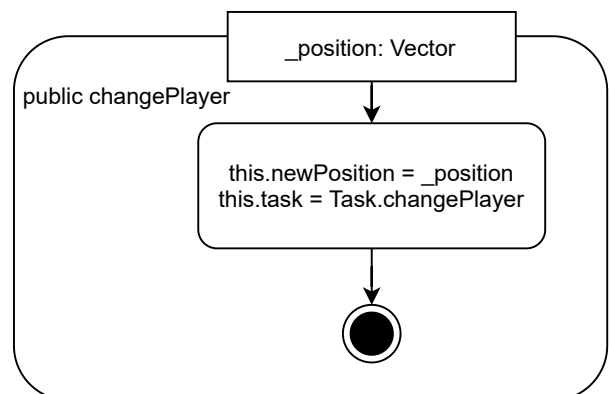 _position: Vector
public changePlayer
this.newPosition = _position
this.task = Task.changePlayer